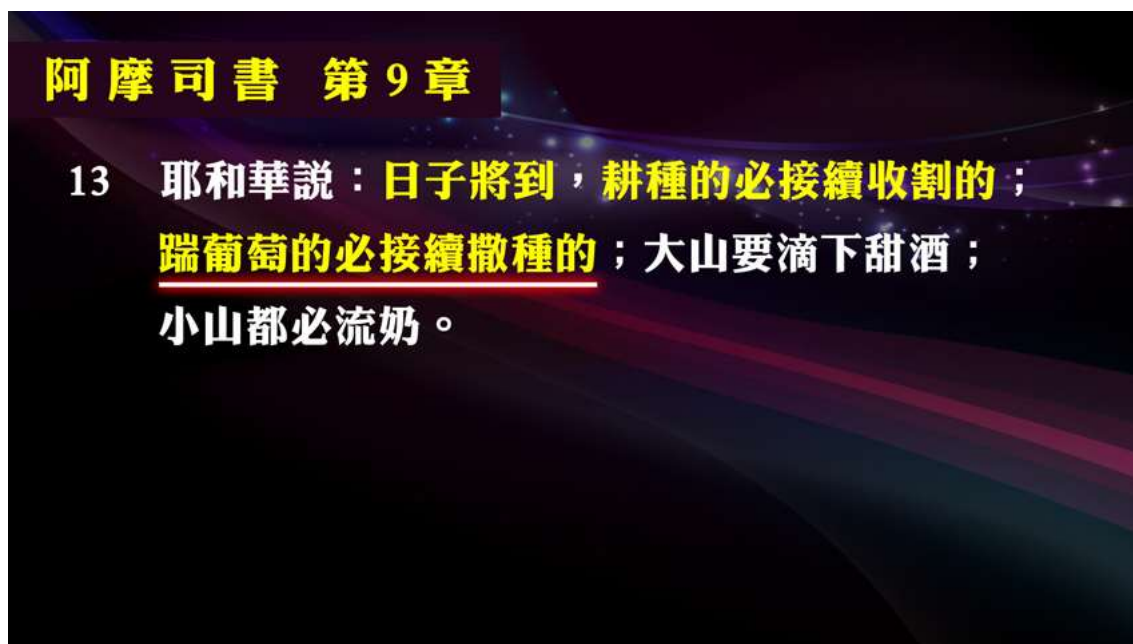 阿摩司書 第9章
13 耶和華説：日子將到，耕種的必接續收割的；
踹葡萄的必接續撒種的；大山要滴下甜酒；
小山都必流奶。